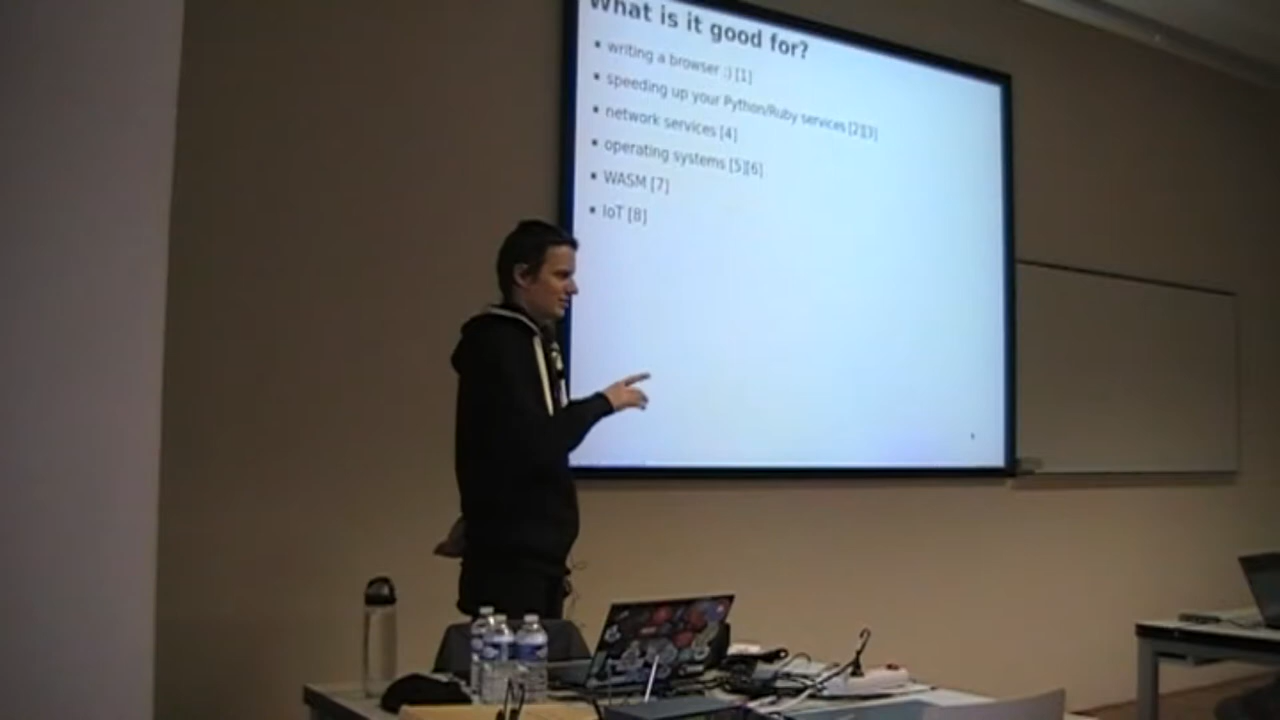 What is it good for?
▪ writing a browser :) [1]
▪ speeding up your Python/Ruby services [2][3]
▪ network services [4]
▪ operating systems [5][6]
▪ WASM [7]
▪ IoT [8]